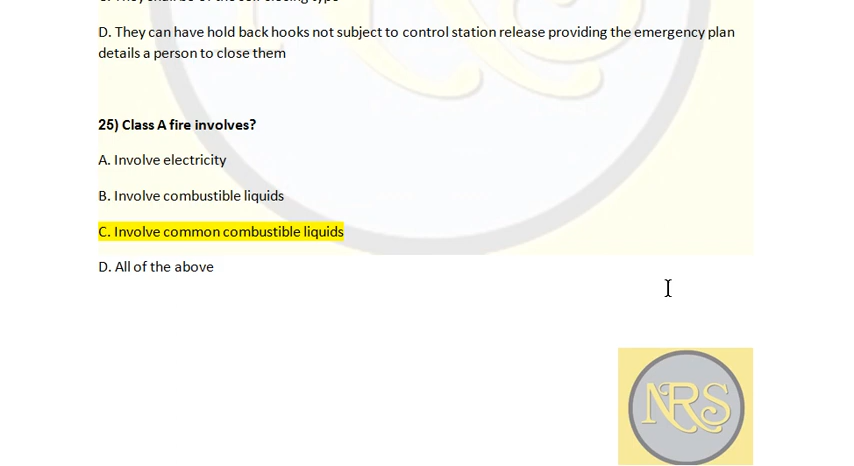 D. They can have hold back hooks not subject to control station release providing the emergency plan
details a person to close them
25) Class A fire involves?
A. Involve electricity
B. Involve combustible liquids
C. Involve common combustible liquids
D. All of the above
NRS